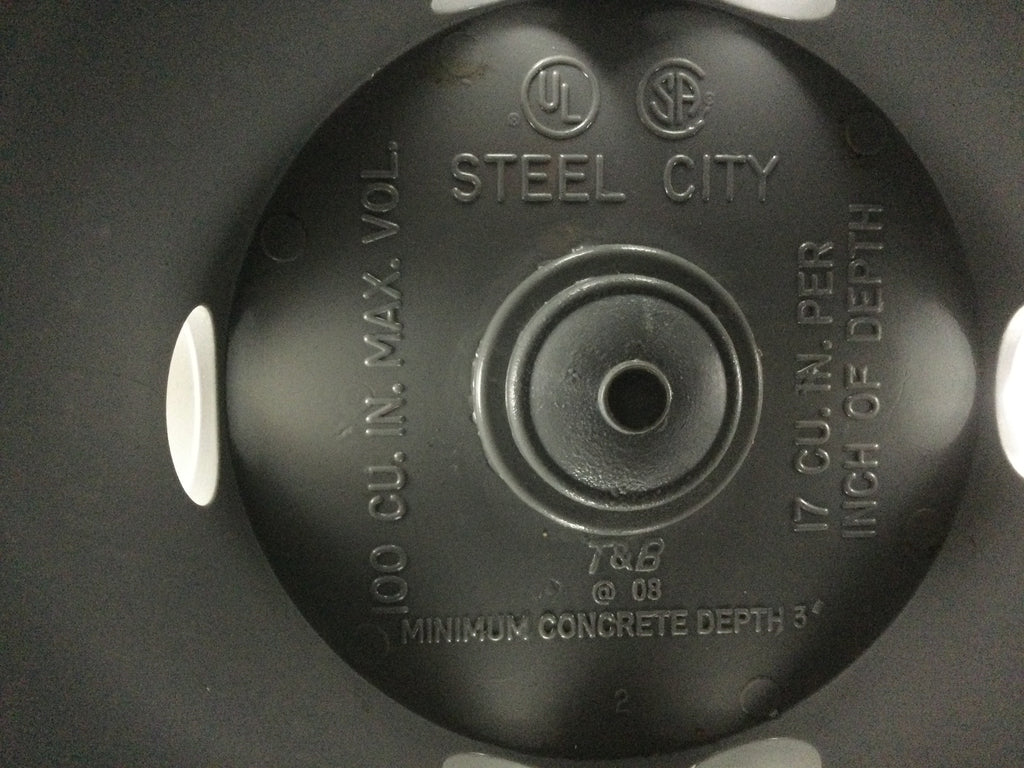 UL SA
®
STEEL CITY
100 CU. IN. MAX. VOL.
17 CU. IN. PER
INCH OF DEPTH
T&B
@ 08
MINIMUM CONCRETE DEPTH 3"
2